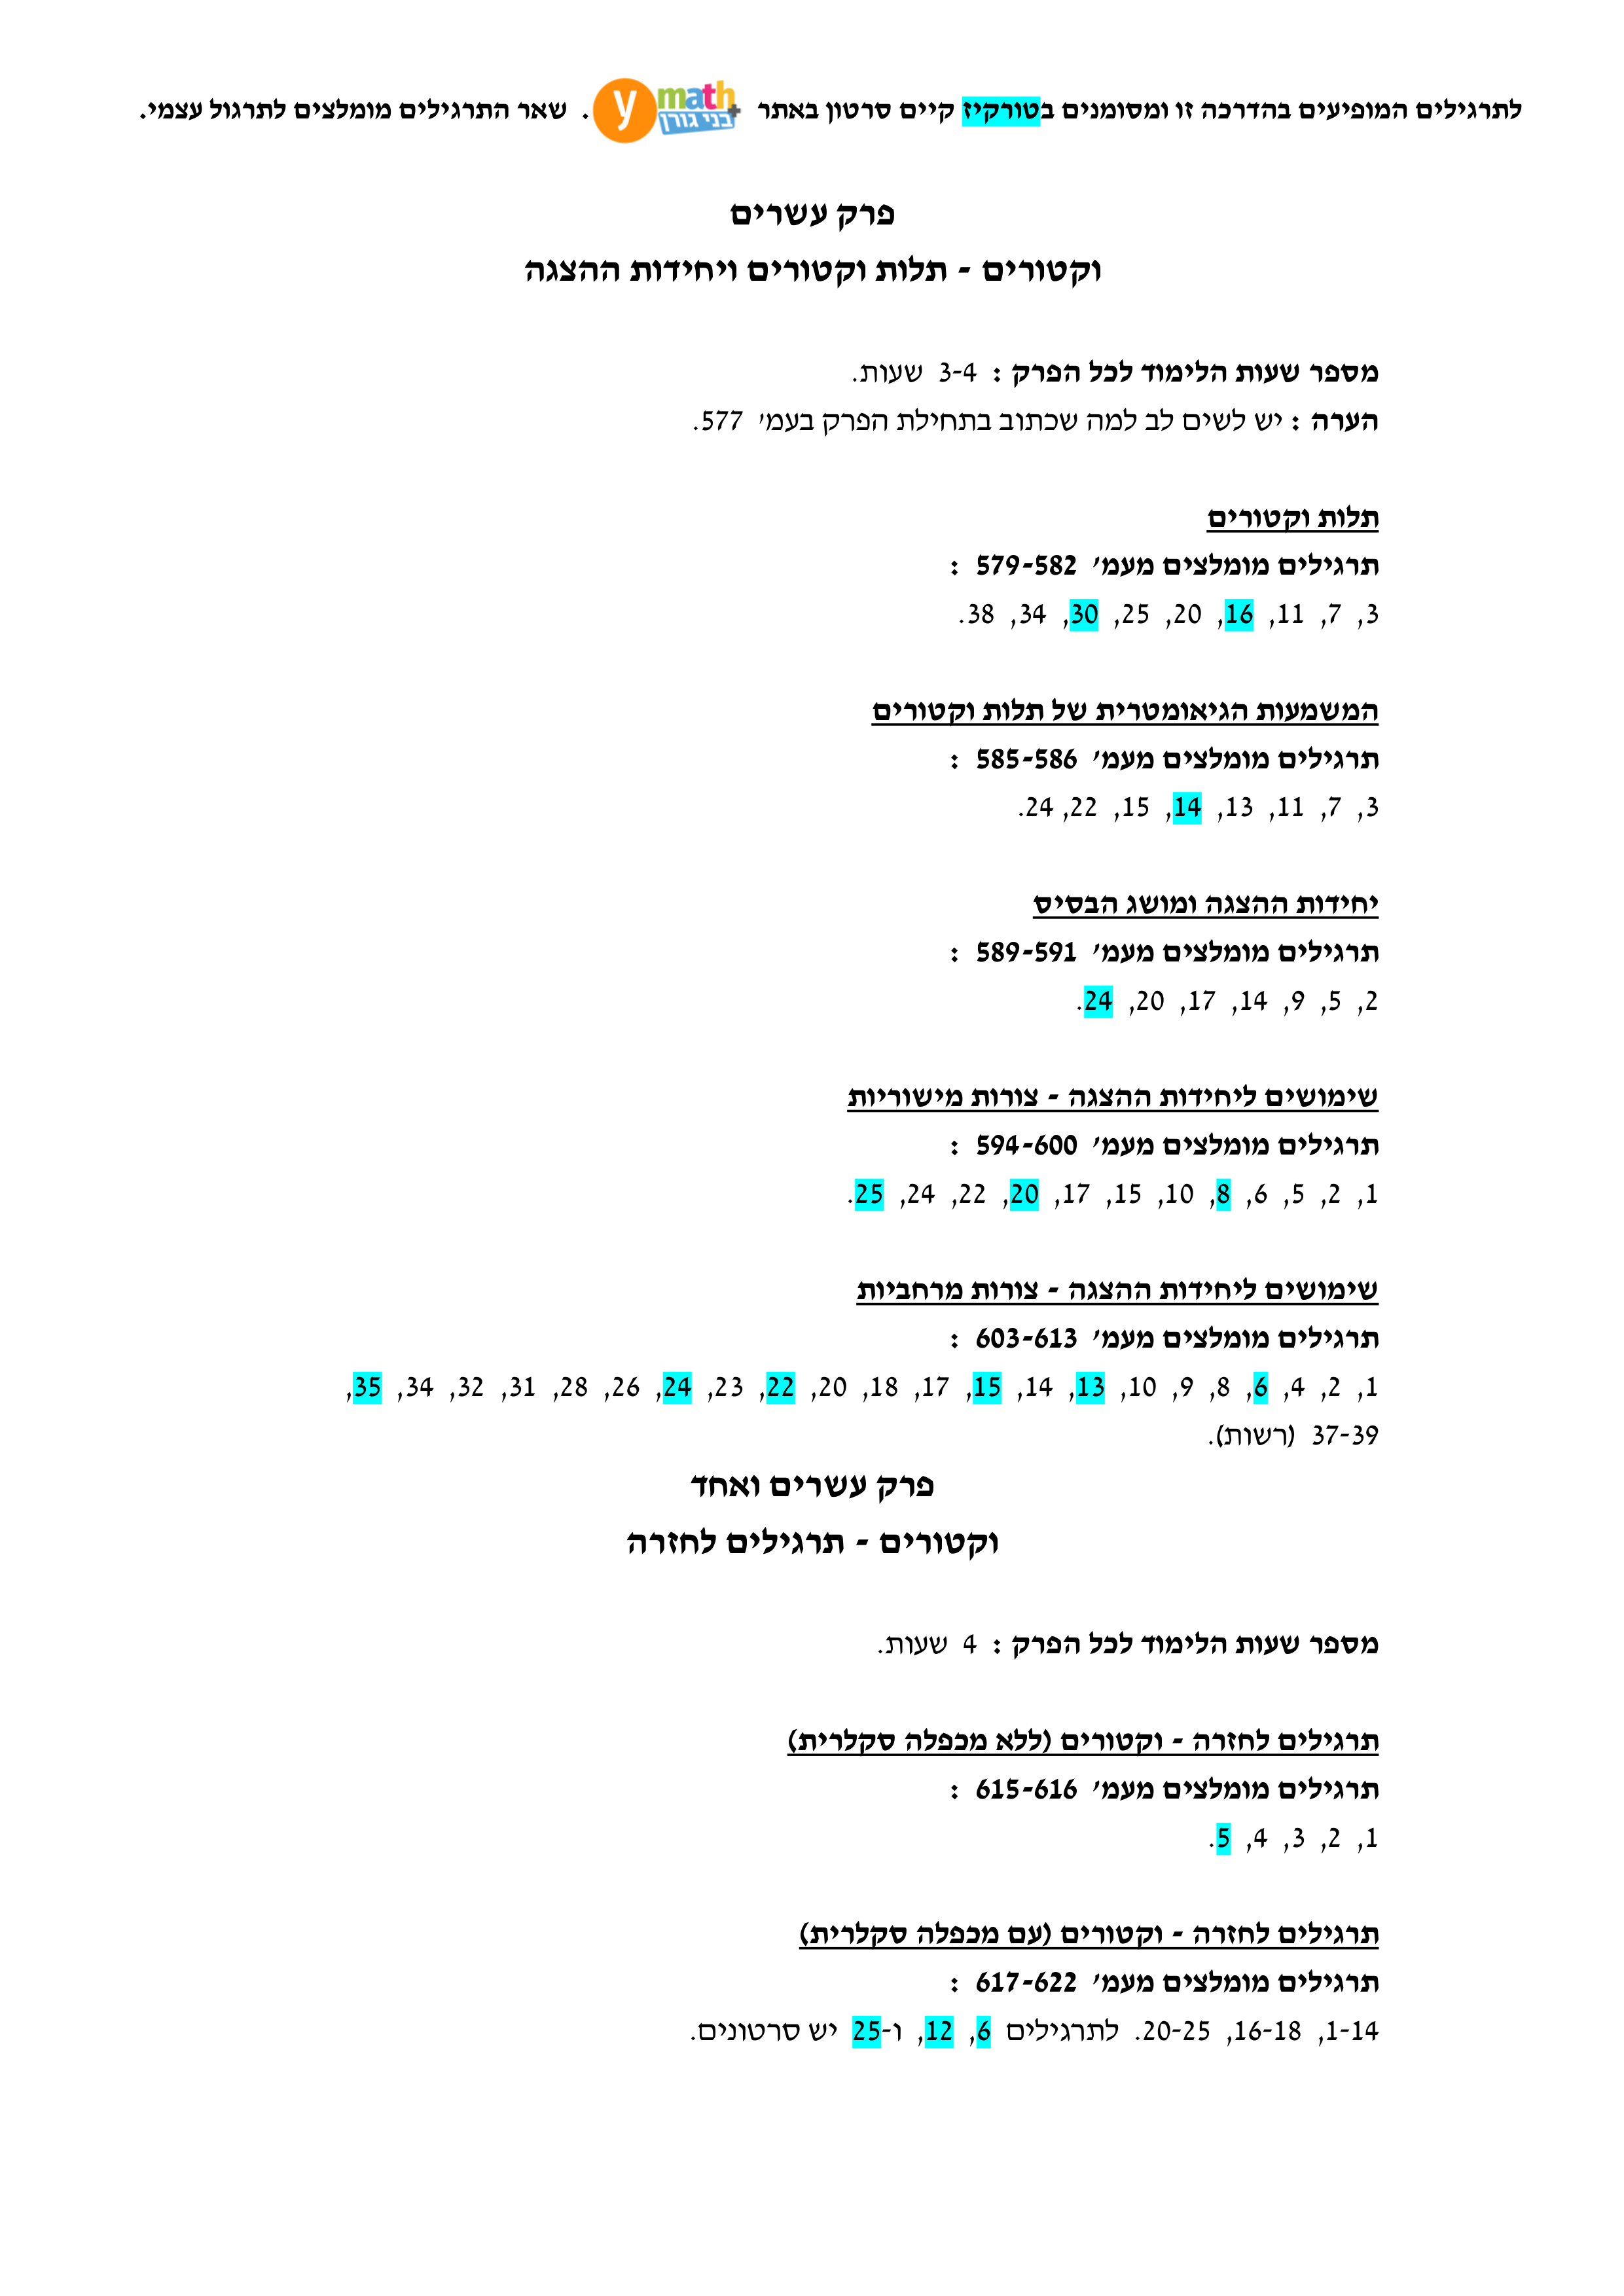 לתרגילים המופיעים בהדרכה זו ומסומנים בטורקיז קיים סרטון באתר y math+ בני גורן . שאר התרגילים מומלצים לתרגול עצמי.
פרק עשרים
וקטורים - תלות וקטורים ויחידות ההצגה
מספר שעות הלימוד לכל הפרק : 3-4 שעות.
הערה : יש לשים לב למה שכתוב בתחילת הפרק בעמ' 577.
תלות וקטורים
תרגילים מומלצים מעמ' 579-582 :
3, 7, 11, 16, 20, 25, 30, 34, 38.
המשמעות הגיאומטרית של תלות וקטורים
תרגילים מומלצים מעמ' 585-586 :
3, 7, 11, 13, 14, 15, 22, 24.
יחידות ההצגה ומושג הבסיס
תרגילים מומלצים מעמ' 589-591 :
2, 5, 9, 14, 17, 20, 24.
שימושים ליחידות ההצגה - צורות מישוריות
תרגילים מומלצים מעמ' 594-600 :
1, 2, 5, 6, 8, 10, 15, 17, 20, 22, 24, 25.
שימושים ליחידות ההצגה - צורות מרחביות
תרגילים מומלצים מעמ' 603-613 :
1, 2, 4, 6, 8, 9, 10, 13, 14, 15, 17, 18, 20, 22, 23, 24, 26, 28, 31, 32, 34, 35,
37-39 (רשות).
פרק עשרים ואחד
וקטורים - תרגילים לחזרה
מספר שעות הלימוד לכל הפרק : 4 שעות.
תרגילים לחזרה - וקטורים (ללא מכפלה סקלרית)
תרגילים מומלצים מעמ' 615-616 :
1, 2, 3, 4, 5.
תרגילים לחזרה - וקטורים (עם מכפלה סקלרית)
תרגילים מומלצים מעמ' 617-622 :
1-14, 16-18, 20-25. לתרגילים 6, 12, ו-25 יש סרטונים.